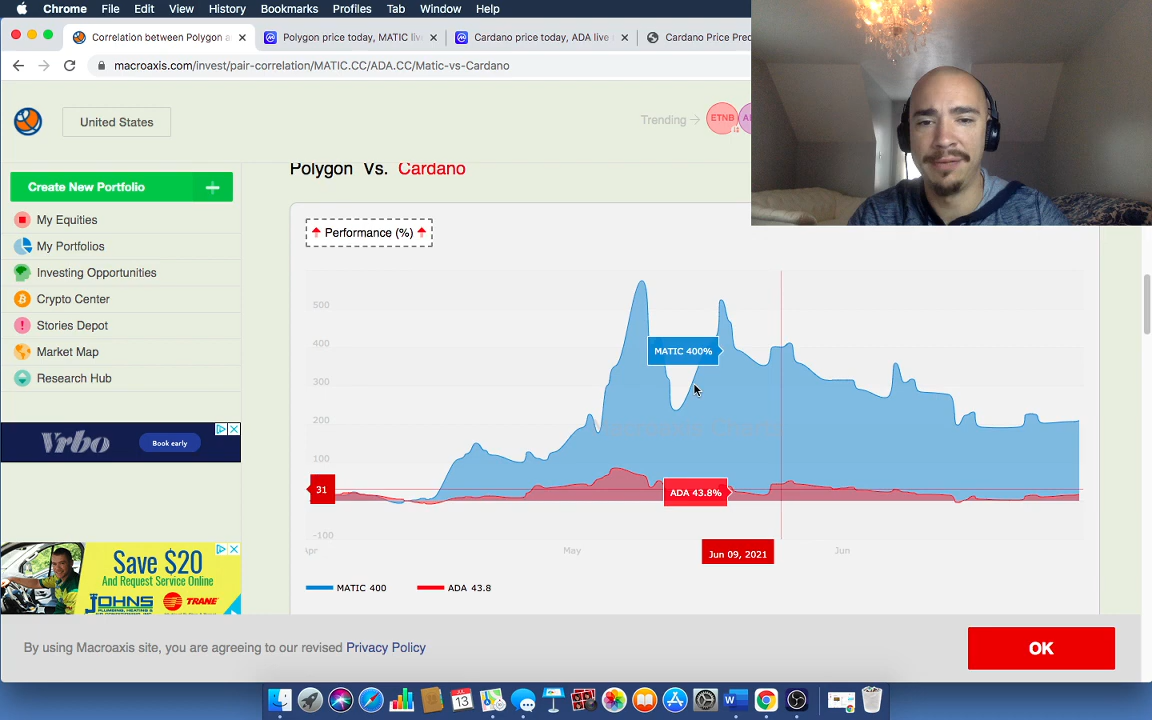 Chrome File Edit View History Bookmarks Profiles Tab Window Help
Correlation between Polygon a
Polygon price today, MATIC liv
Cardano price today, ADA live
Cardano Price Pred
macroaxis.com/invest/pair-correlation/MATIC.CC/ADA.CC/Matic-vs-Cardano
United States
Trending
ETNB
Polygon Vs. Cardano
Create New Portfolio +
My Equities
My Portfolios
Investing Opportunities
Crypto Center
Stories Depot
Market Map
Research Hub
Vrbo
Book early
SAVE $20
AND REQUEST SERVICE ONLINE
JOHNS
TRANE
Performance (%)
500
400
300
200
100
-100
MATIC 400%
ADA 43.8%
31
Apr
May
Jun 09, 2021
Jun
MATIC 400
ADA 43.8
By using Macroaxis site, you are agreeing to our revised Privacy Policy
OK
13